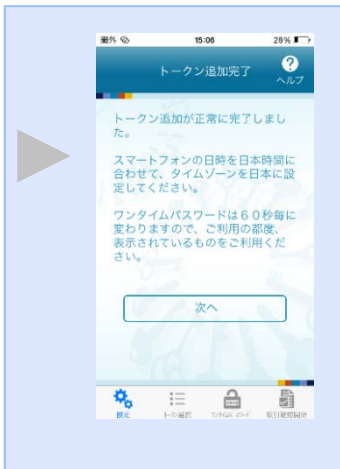 圏外
15:06
28%
トークン追加完了
?
ヘルプ
トークン追加が正常に完了しまし
た。
スマートフォンの日時を日本時間に
合わせて、タイムゾーンを日本に設
定してください。
ワンタイムパスワードは６０秒毎に
変わりますので、ご利用の都度、
表示されているものをご利用くだ
さい。
次へ
設定
トークン選択
ワンタイムパスワード
取引確認開始